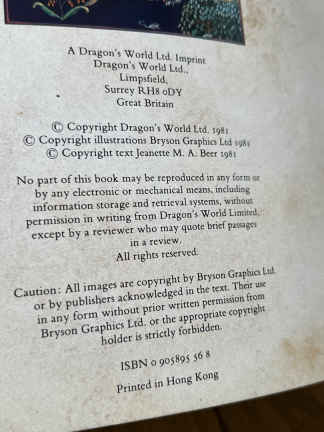 A Dragon's World Ltd. Imprint
Dragon's World Ltd.,
Limpsfield,
Surrey RH8 0DY
Great Britain
© Copyright Dragon's World Ltd. 1981
© Copyright illustrations Bryson Graphics Ltd 1981
© Copyright text Jeanette M. A. Beer 1981
No part of this book may be reproduced in any form or
by any electronic or mechanical means, including
information storage and retrieval systems, without
permission in writing from Dragon's World Limited,
except by a reviewer who may quote brief passages
in a review.
All rights reserved.
Caution: All images are copyright by Bryson Graphics Ltd.
or by publishers acknowledged in the text. Their use
in any form without prior written permission from
Bryson Graphics Ltd. or the appropriate copyright
holder is strictly forbidden.
ISBN 0 905895 56 8
Printed in Hong Kong